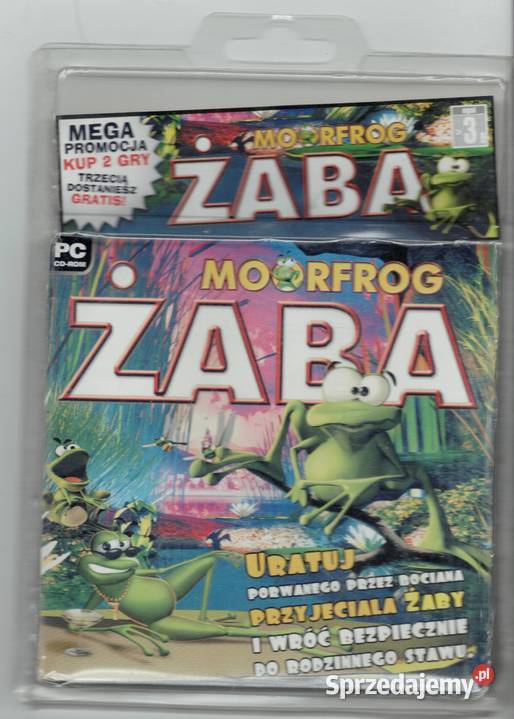 MEGA
PROMOCJA
KUP 2 GRY
TRZECIĄ
DOSTANIESZ
GRATIS!
MOORFROG
ŻABA
3
PC
CD-ROM
MOORFROG
ŻABA
URATUJ
PORWANEGO PRZEZ BOCIANA
PRZYJECIALA ŻABY
I WRÓĆ BEZPIECZNIE
DO RODZINNEGO STAWU
Sprzedajemy.pl